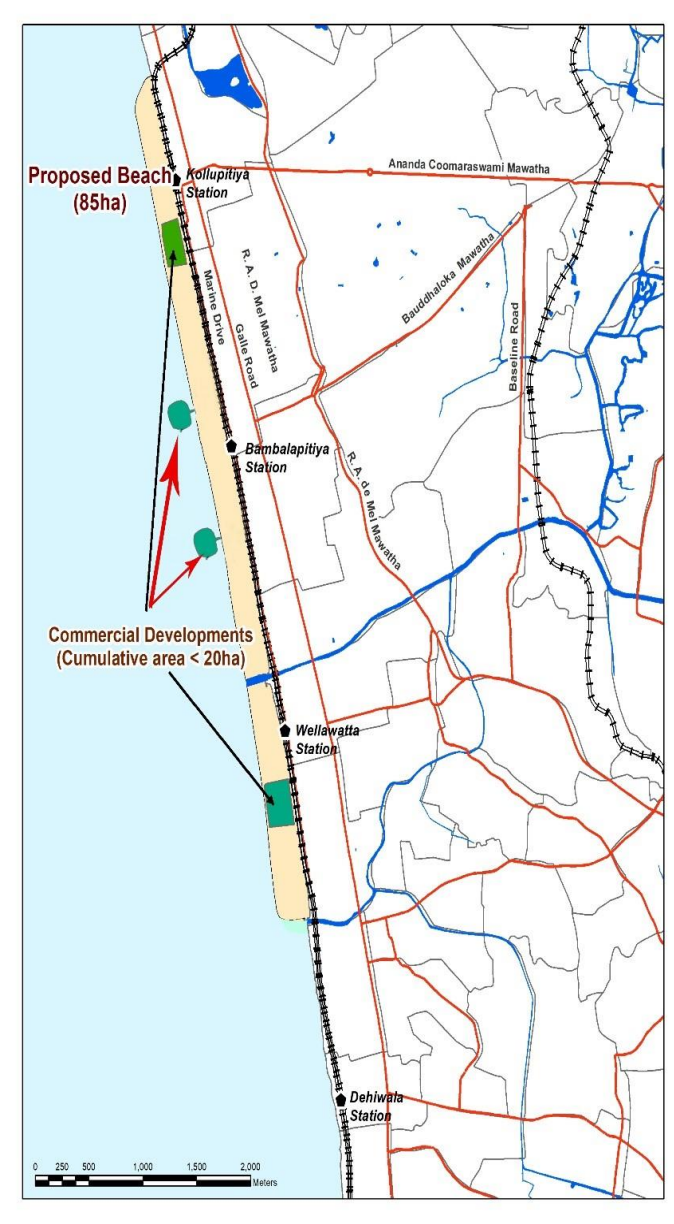 Ananda Coomaraswami Mawatha
Proposed Beach
(85ha)
Kollupitiya
Station
Bauddhaloka Mawatha
R. A. D. Mel Mawatha
Marine Drive
Galle Road
Baseline Road
Bambalapitiya
Station
R. A. de Mel Mawatha
Commercial Developments
(Cumulative area < 20ha)
Wellawatta
Station
Dehiwala
Station
0 250 500 1,000 1,500 2,000
Meters